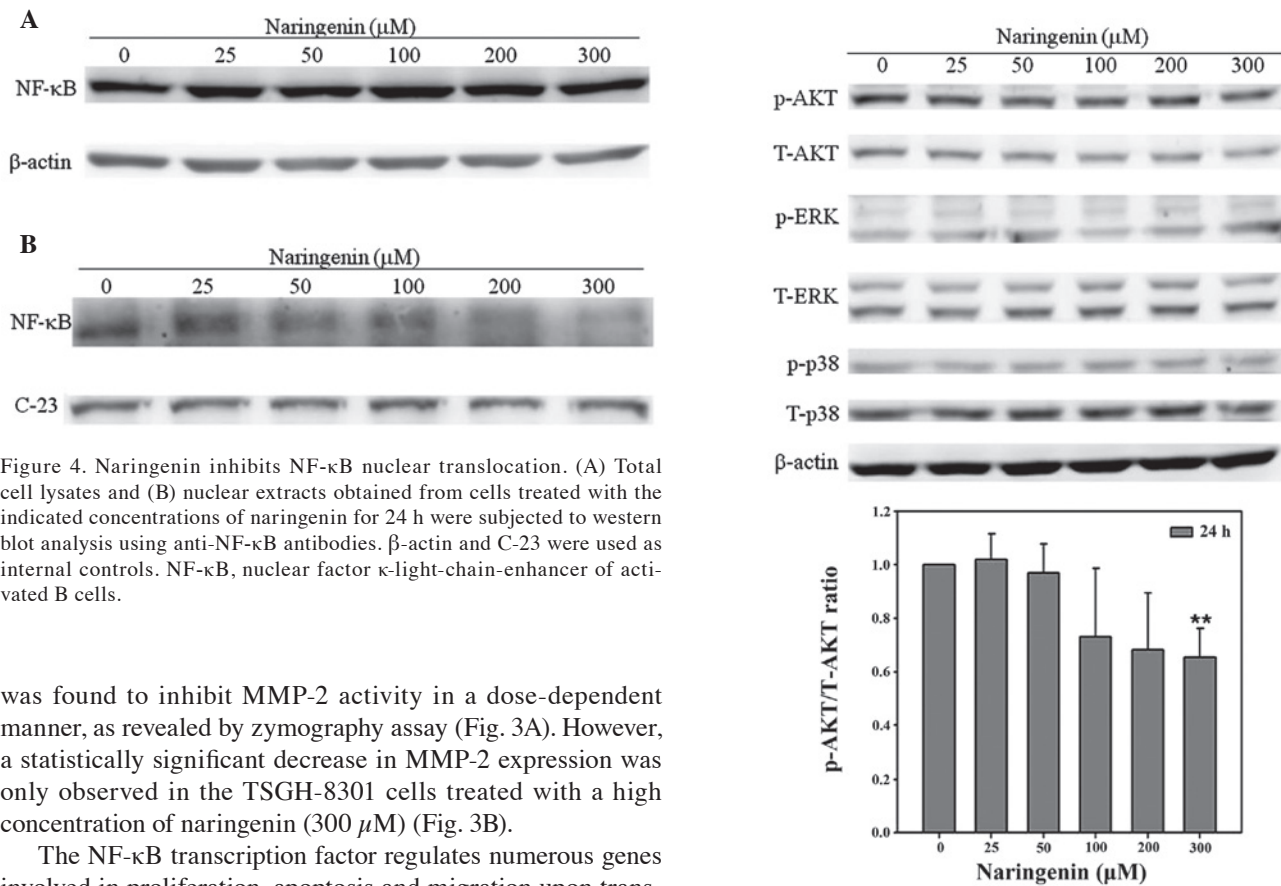 A
Naringenin (μM)
0 25 50 100 200 300
NF-κB
β-actin
B
Naringenin (μM)
0 25 50 100 200 300
NF-κB
C-23
Figure 4. Naringenin inhibits NF-κB nuclear translocation. (A) Total
cell lysates and (B) nuclear extracts obtained from cells treated with the
indicated concentrations of naringenin for 24 h were subjected to western
blot analysis using anti-NF-κB antibodies. β-actin and C-23 were used as
internal controls. NF-κB, nuclear factor κ-light-chain-enhancer of acti-
vated B cells.
was found to inhibit MMP-2 activity in a dose-dependent
manner, as revealed by zymography assay (Fig. 3A). However,
a statistically significant decrease in MMP-2 expression was
only observed in the TSGH-8301 cells treated with a high
concentration of naringenin (300 μM) (Fig. 3B).
The NF-κB transcription factor regulates numerous genes
involved in proliferation, apoptosis and migration upon trans-
Naringenin (μM)
0 25 50 100 200 300
p-AKT
T-AKT
p-ERK
T-ERK
p-p38
T-p38
β-actin
1.2
1.0
0.8
0.6
0.4
0.2
0.0
p-AKT/T-AKT ratio
24 h
**
0 25 50 100 200 300
Naringenin (μM)